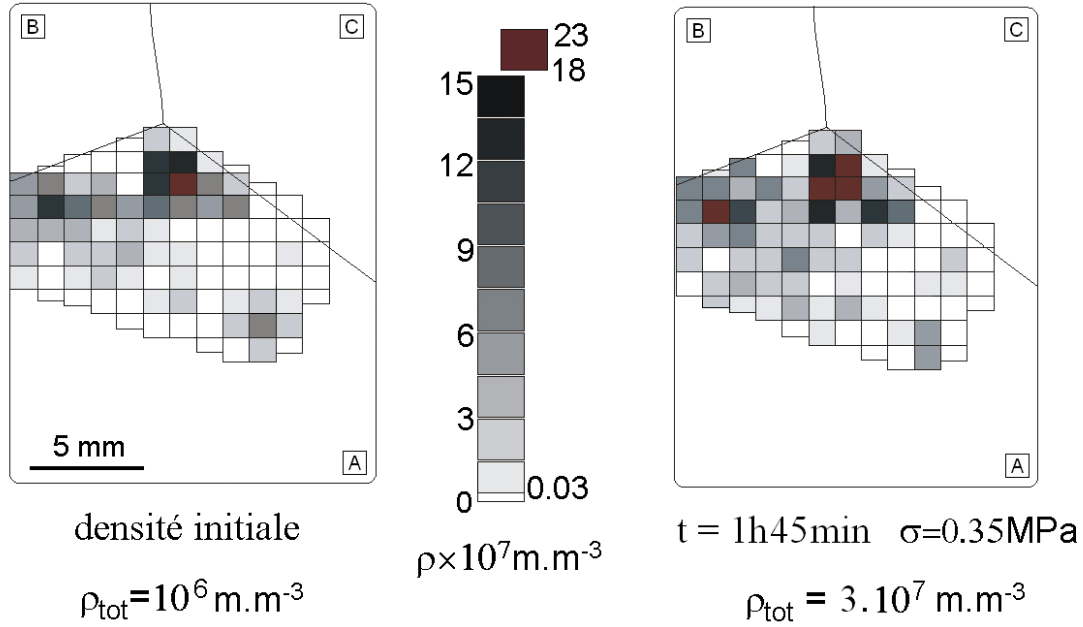 B
C
5 mm
A
densité initiale
ρtot=10⁶ m.m⁻³
23
18
15
12
9
6
3
0.03
0
ρ×10⁷m.m⁻³
B
C
A
t = 1h45min σ=0.35MPa
ρtot = 3.10⁷ m.m⁻³